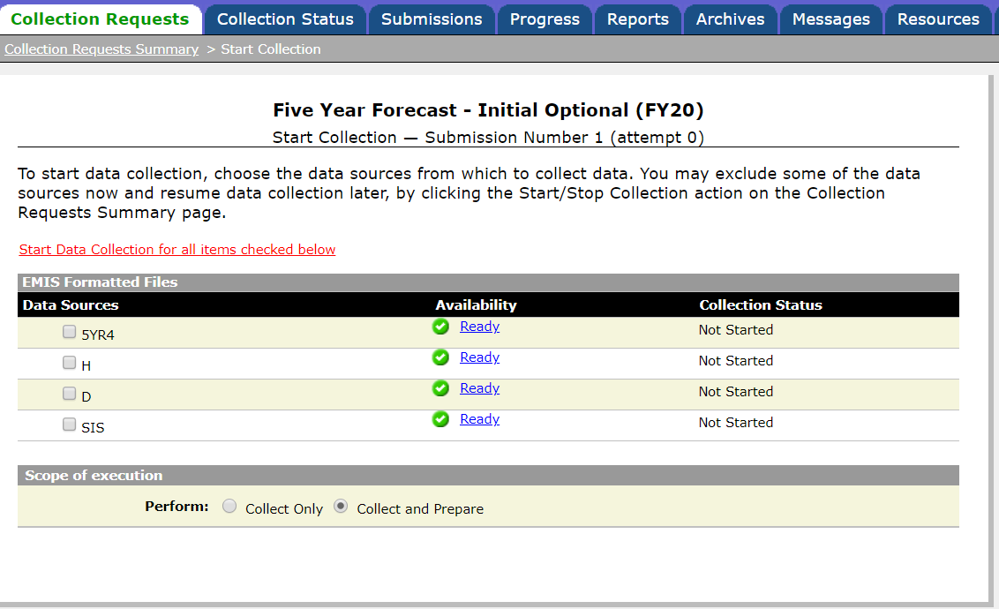 Collection Requests Collection Status Submissions Progress Reports Archives Messages Resources
Collection Requests Summary > Start Collection
Five Year Forecast - Initial Optional (FY20)
Start Collection — Submission Number 1 (attempt 0)
To start data collection, choose the data sources from which to collect data. You may exclude some of the data
sources now and resume data collection later, by clicking the Start/Stop Collection action on the Collection
Requests Summary page.
Start Data Collection for all items checked below
EMIS Formatted Files
Data Sources Availability Collection Status
5YR4 Ready Not Started
H Ready Not Started
D Ready Not Started
SIS Ready Not Started
Scope of execution
Perform: Collect Only Collect and Prepare